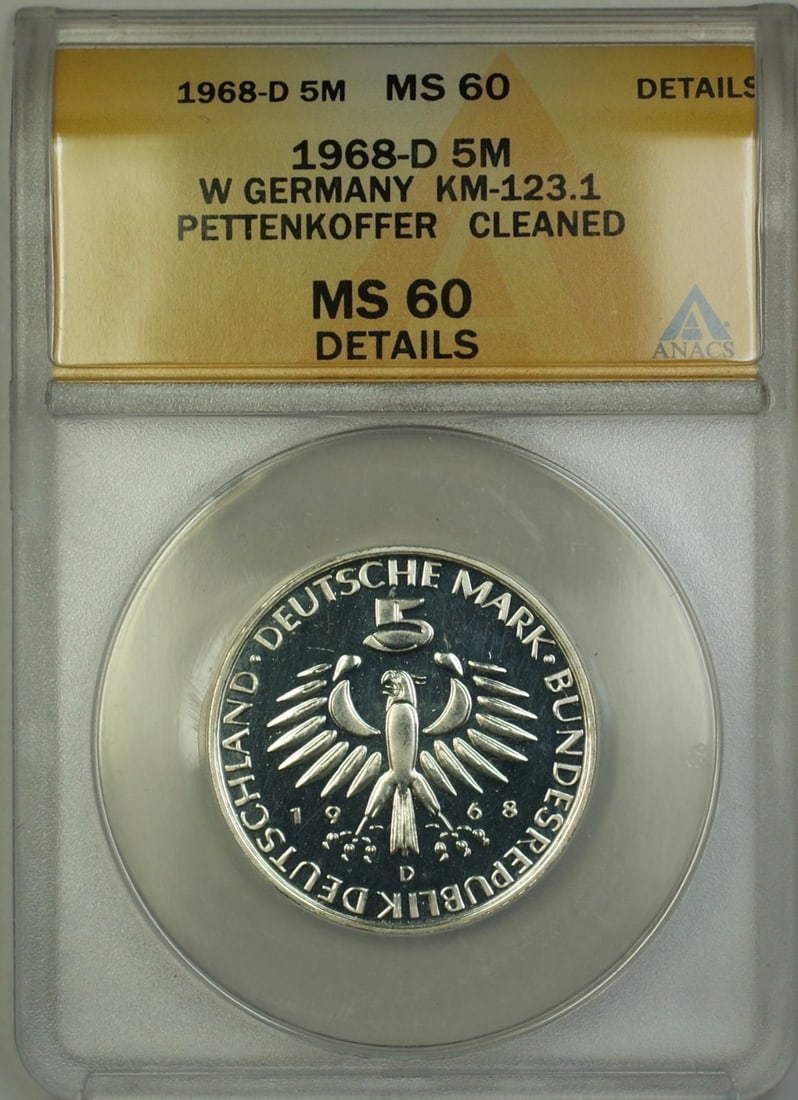 1968-D 5M MS 60 DETAILS
1968-D 5M
W GERMANY KM-123.1
PETTENKOFFER CLEANED
MS 60
DETAILS
ANACS
DEUTSCHE MARK · BUNDESREPUBLIK DEUTSCHLAND ·
5
1968
D